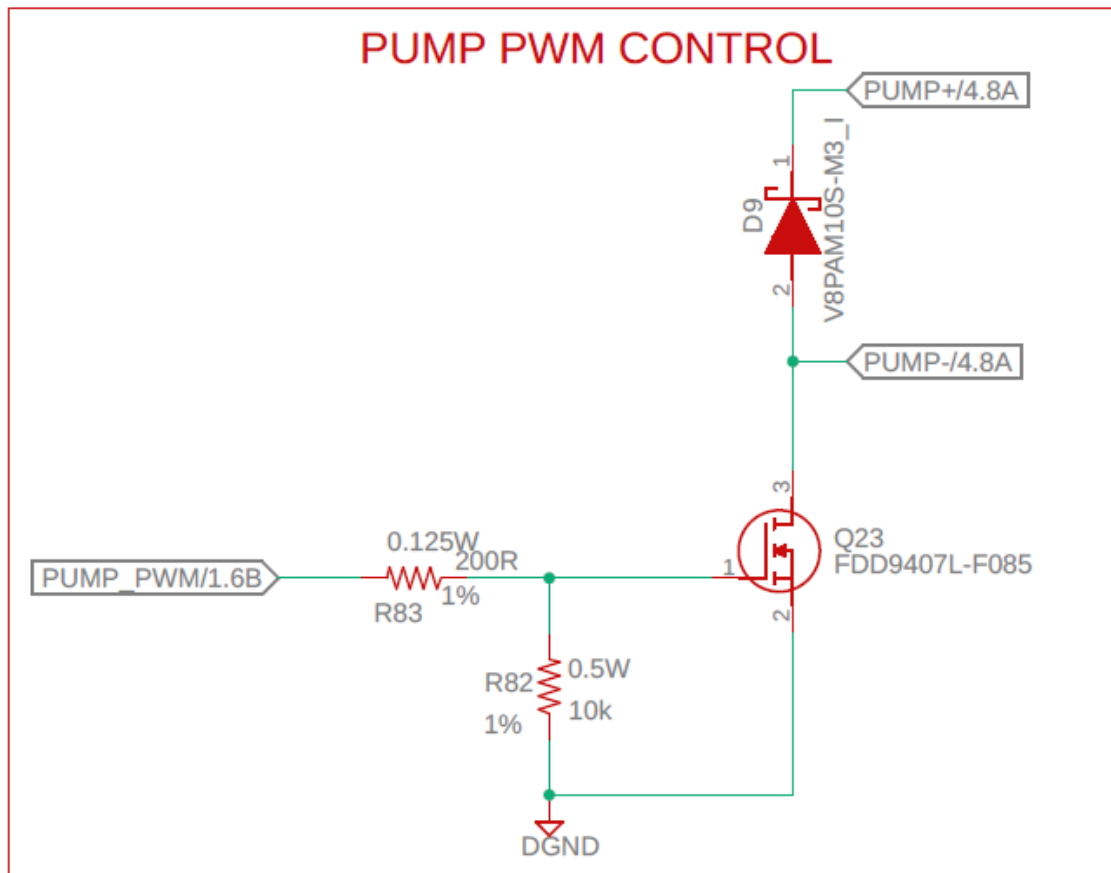 PUMP PWM CONTROL
PUMP+/4.8A
1
D9
V8PAM10S-M3_I
2
PUMP-/4.8A
3
Q23
FDD9407L-F085
1
2
PUMP_PWM/1.6B
0.125W
200R
1%
R83
R82
0.5W
10k
1%
DGND